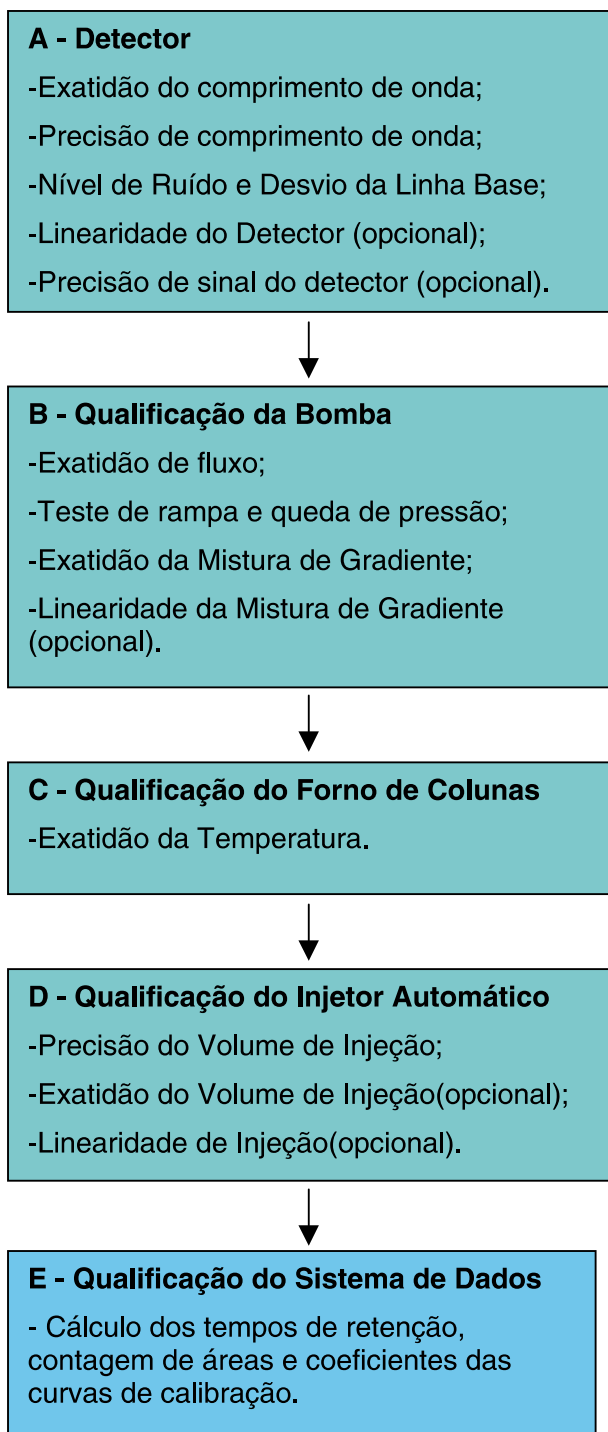 A - Detector
-Exatidão do comprimento de onda;
-Precisão de comprimento de onda;
-Nível de Ruído e Desvio da Linha Base;
-Linearidade do Detector (opcional);
-Precisão de sinal do detector (opcional).
B - Qualificação da Bomba
-Exatidão de fluxo;
-Teste de rampa e queda de pressão;
-Exatidão da Mistura de Gradiente;
-Linearidade da Mistura de Gradiente
(opcional).
C - Qualificação do Forno de Colunas
-Exatidão da Temperatura.
D - Qualificação do Injetor Automático
-Precisão do Volume de Injeção;
-Exatidão do Volume de Injeção(opcional);
-Linearidade de Injeção(opcional).
E - Qualificação do Sistema de Dados
- Cálculo dos tempos de retenção,
contagem de áreas e coeficientes das
curvas de calibração.